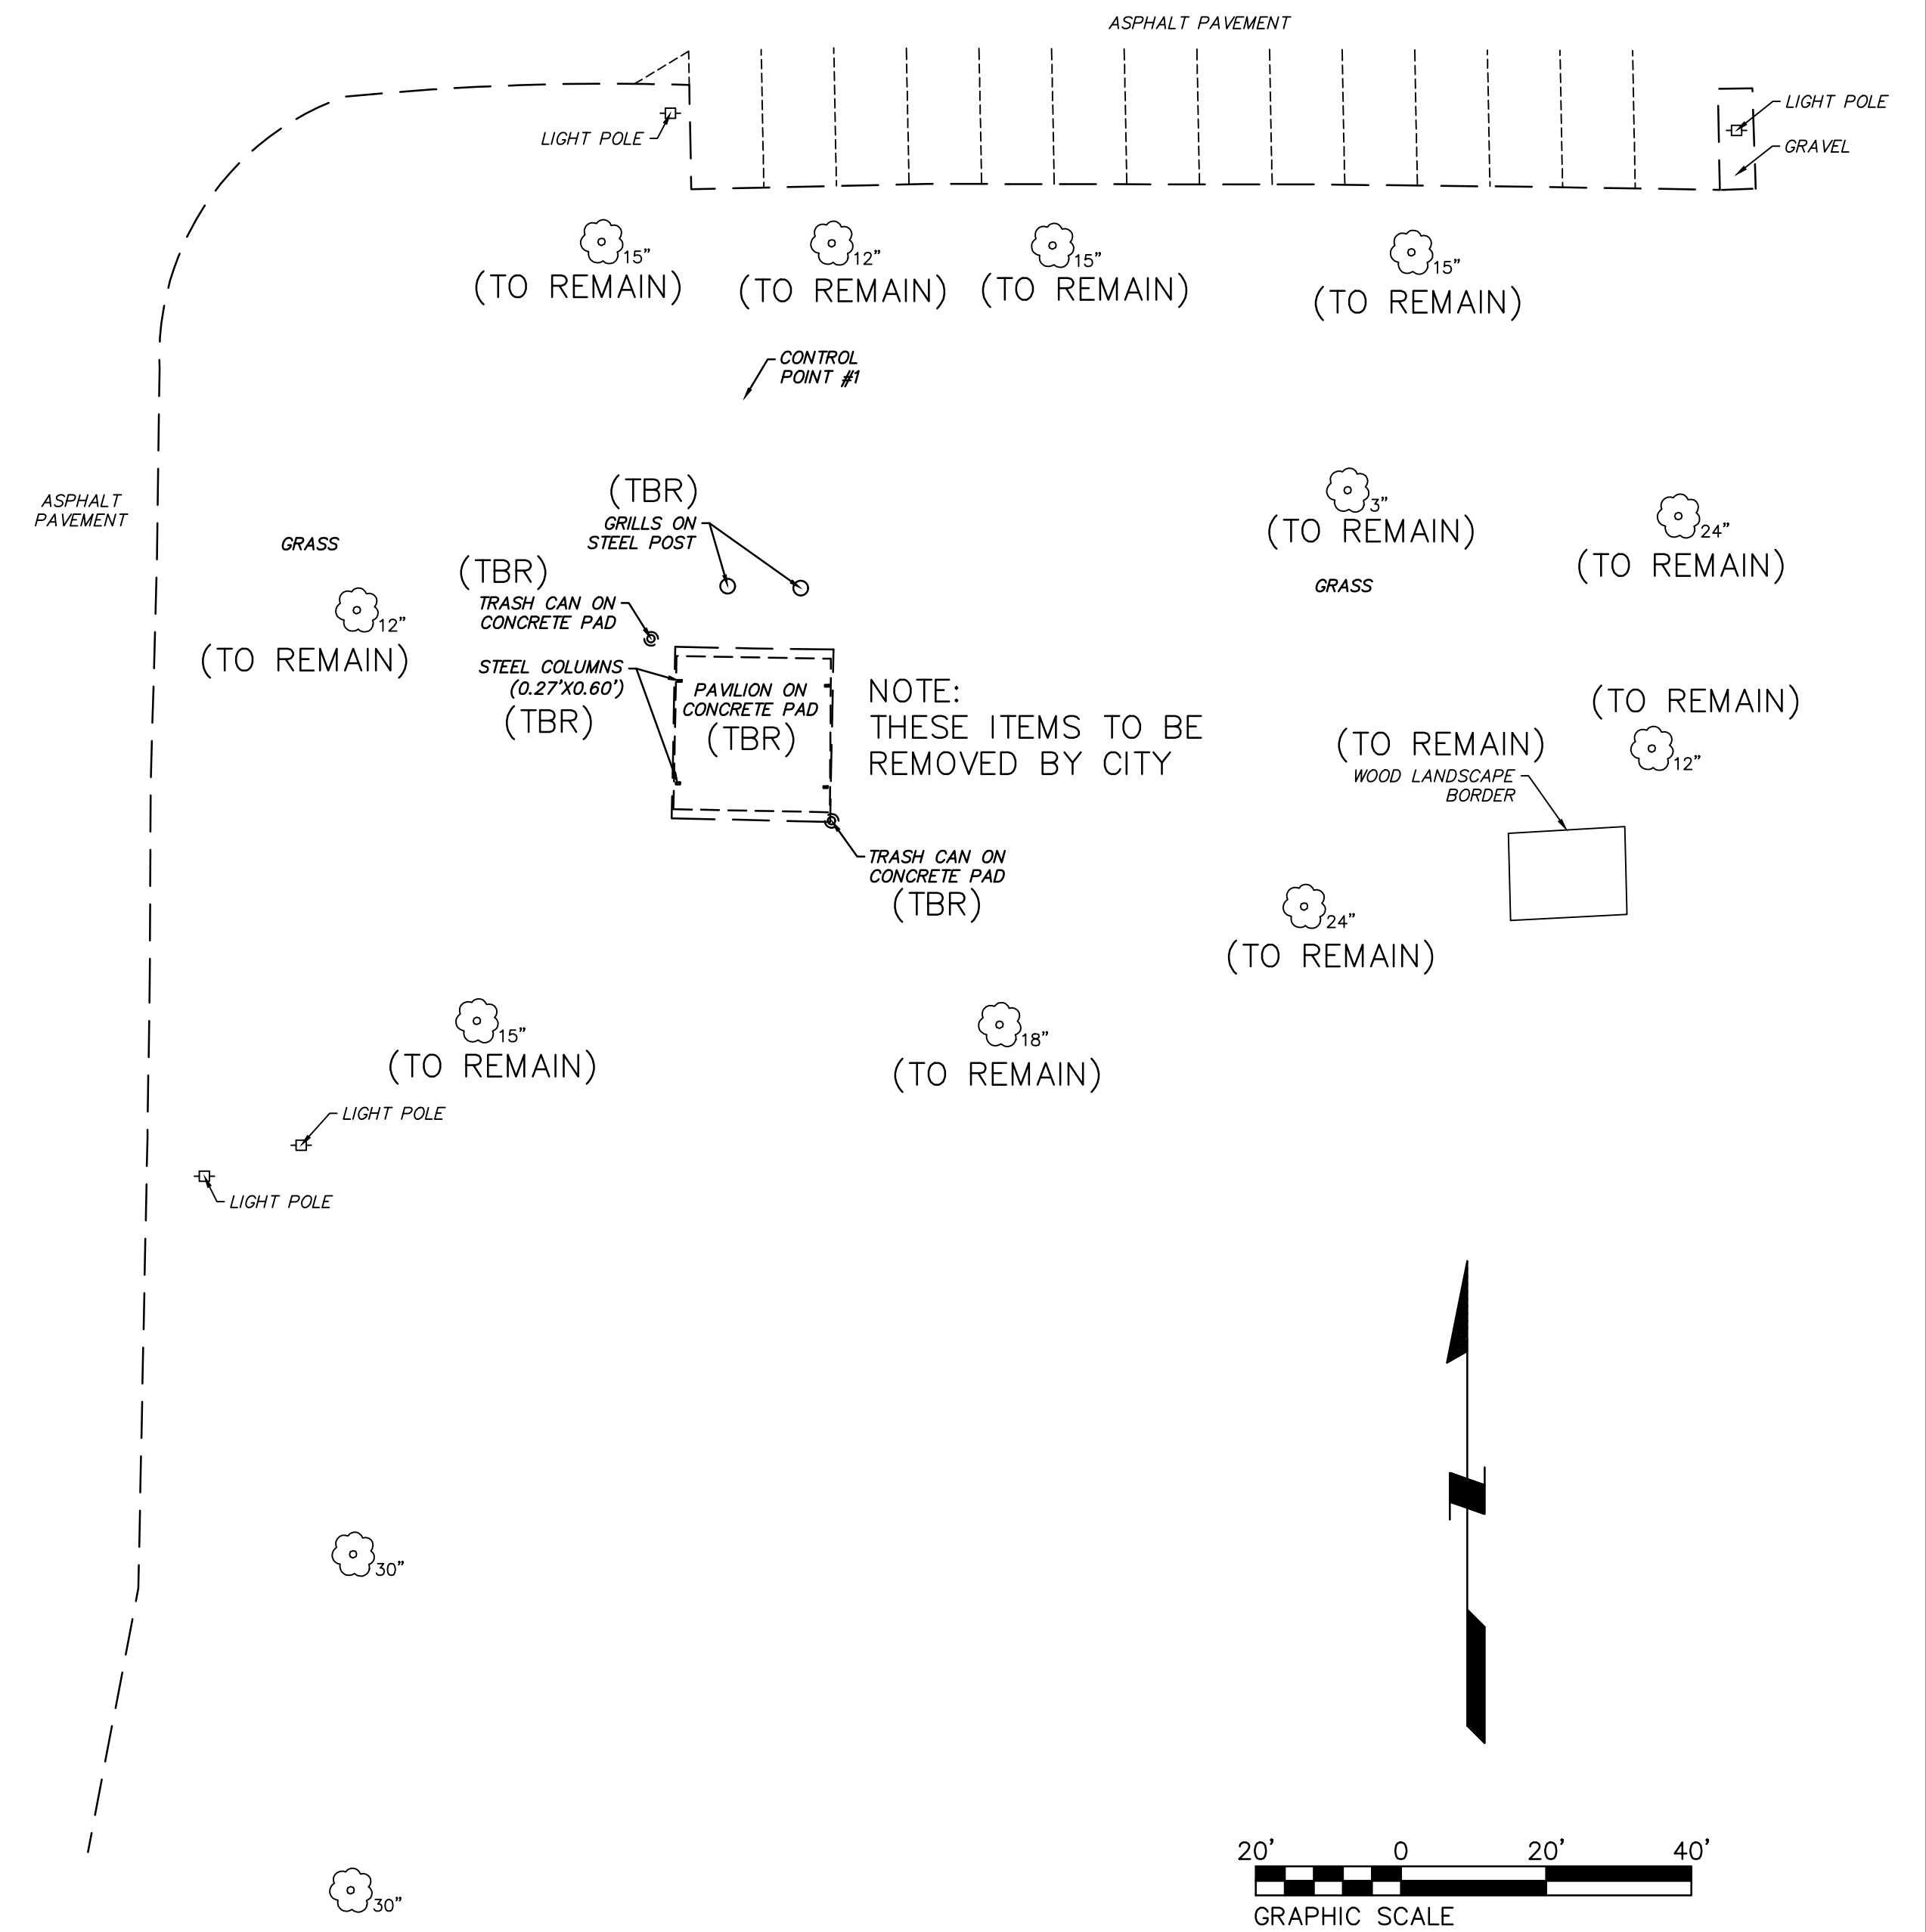 ASPHALT PAVEMENT
LIGHT POLE
LIGHT POLE
GRAVEL
15"
(TO REMAIN)
12"
(TO REMAIN)
15"
(TO REMAIN)
15"
(TO REMAIN)
CONTROL
POINT #1
ASPHALT
PAVEMENT
GRASS
12"
(TO REMAIN)
(TBR)
GRILLS ON
STEEL POST
(TBR)
TRASH CAN ON
CONCRETE PAD
STEEL COLUMNS
(0.27'X0.60')
(TBR)
PAVILION ON
CONCRETE PAD
(TBR)
NOTE:
THESE ITEMS TO BE
REMOVED BY CITY
TRASH CAN ON
CONCRETE PAD
(TBR)
3"
(TO REMAIN)
GRASS
24"
(TO REMAIN)
(TO REMAIN)
12"
(TO REMAIN)
WOOD LANDSCAPE
BORDER
24"
(TO REMAIN)
15"
(TO REMAIN)
18"
(TO REMAIN)
LIGHT POLE
LIGHT POLE
30"
30"
20' 0 20' 40'
GRAPHIC SCALE